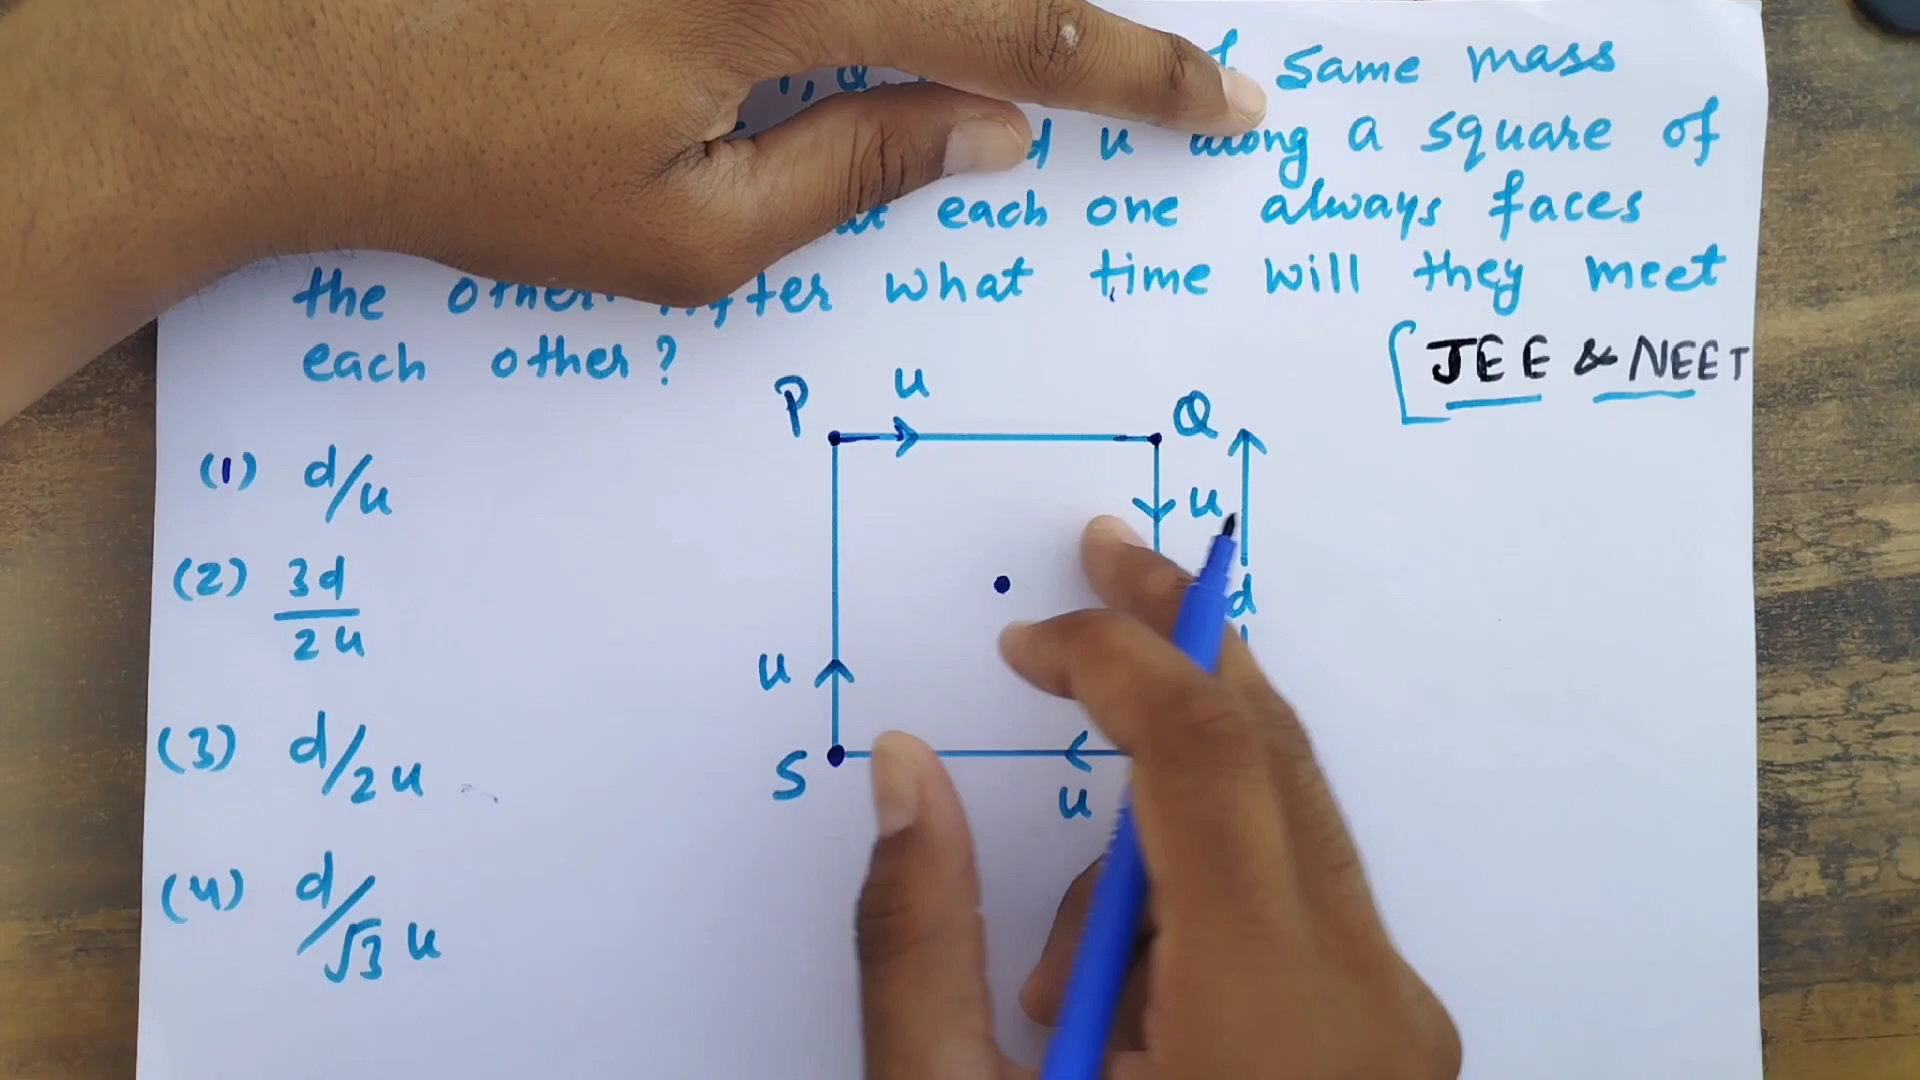 same mass
u along a square of
each one always faces
the other. After what time will they meet
each other?
[JEE & NEET
P u Q
(1) d/u
u
(2) 3d/2u
d
u
(3) d/2u
S u
(4) d/√3 u